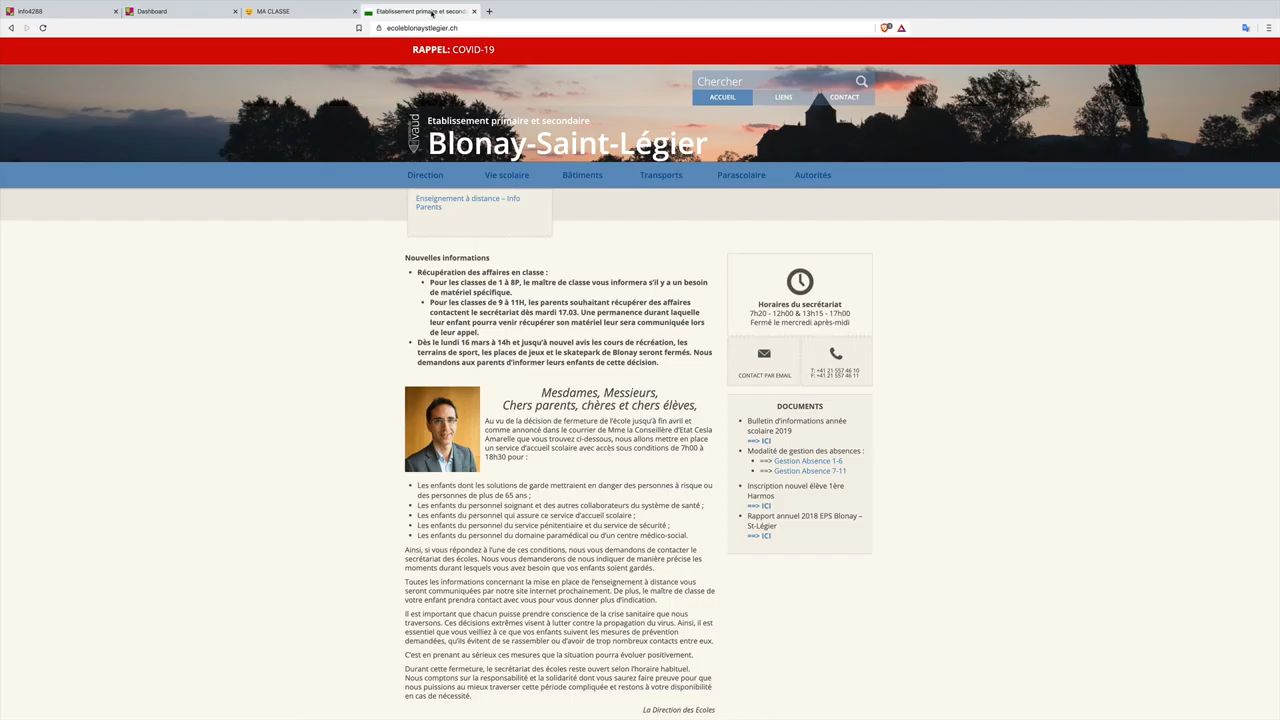 Info4288
Dashboard
MA CLASSE
Etablissement primaire et second
ecoleblonaystlegier.ch
RAPPEL: COVID-19
Chercher
ACCUEIL LIENS CONTACT
vaud
Etablissement primaire et secondaire
Blonay-Saint-Légier
Direction Vie scolaire Bâtiments Transports Parascolaire Autorités
Enseignement à distance – Info
Parents
Nouvelles informations
• Récupération des affaires en classe :
• Pour les classes de 1 à 8P, le maître de classe vous informera s'il y a un besoin
de matériel spécifique.
• Pour les classes de 9 à 11H, les parents souhaitant récupérer des affaires
contactent le secrétariat dès mardi 17.03. Une permanence durant laquelle
leur enfant pourra venir récupérer son matériel leur sera communiquée lors
de leur appel.
• Dès le lundi 16 mars à 14h et jusqu'à nouvel avis les cours de récréation, les
terrains de sport, les places de jeux et le skatepark de Blonay seront fermés. Nous
demandons aux parents d'informer leurs enfants de cette décision.
Mesdames, Messieurs,
Chers parents, chères et chers élèves,
Au vu de la décision de fermeture de l'école jusqu'à fin avril et
comme annoncé dans le courrier de Mme la Conseillère d'Etat Cesla
Amarelle que vous trouvez ci-dessous, nous allons mettre en place
un service d'accueil scolaire avec accès sous conditions de 7h00 à
18h30 pour :
• Les enfants dont les solutions de garde mettraient en danger des personnes à risque ou
des personnes de plus de 65 ans ;
• Les enfants du personnel soignant et des autres collaborateurs du système de santé ;
• Les enfants du personnel qui assure ce service d'accueil scolaire ;
• Les enfants du personnel du service pénitentiaire et du service de sécurité ;
• Les enfants du personnel du domaine paramédical ou d'un centre médico-social.
Ainsi, si vous répondez à l'une de ces conditions, nous vous demandons de contacter le
secrétariat des écoles. Nous vous demanderons de nous indiquer de manière précise les
moments durant lesquels vous avez besoin que vos enfants soient gardés.
Toutes les informations concernant la mise en place de l'enseignement à distance vous
seront communiquées par notre site internet prochainement. De plus, le maître de classe de
votre enfant prendra contact avec vous pour vous donner plus d'indication.
Il est important que chacun puisse prendre conscience de la crise sanitaire que nous
traversons. Ces décisions extrêmes visent à lutter contre la propagation du virus. Ainsi, il est
essentiel que vous veilliez à ce que vos enfants suivent les mesures de prévention
demandées, qu'ils évitent de se rassembler ou d'avoir de trop nombreux contacts entre eux.
C'est en prenant au sérieux ces mesures que la situation pourra évoluer positivement.
Durant cette fermeture, le secrétariat des écoles reste ouvert selon l'horaire habituel.
Nous comptons sur la responsabilité et la solidarité dont vous saurez faire preuve pour que
nous puissions au mieux traverser cette période compliquée et restons à votre disponibilité
en cas de nécessité.
La Direction des Ecoles
Horaires du secrétariat
7h20 - 12h00 & 13h15 - 17h00
Fermé le mercredi après-midi
CONTACT PAR EMAIL
T: +41 21 557 46 10
F: +41 21 557 46 11
DOCUMENTS
• Bulletin d'informations année
scolaire 2019
==> ICI
• Modalité de gestion des absences :
• ==> Gestion Absence 1-6
• ==> Gestion Absence 7-11
• Inscription nouvel élève 1ère
Harmos
==> ICI
• Rapport annuel 2018 EPS Blonay –
St-Légier
==> ICI